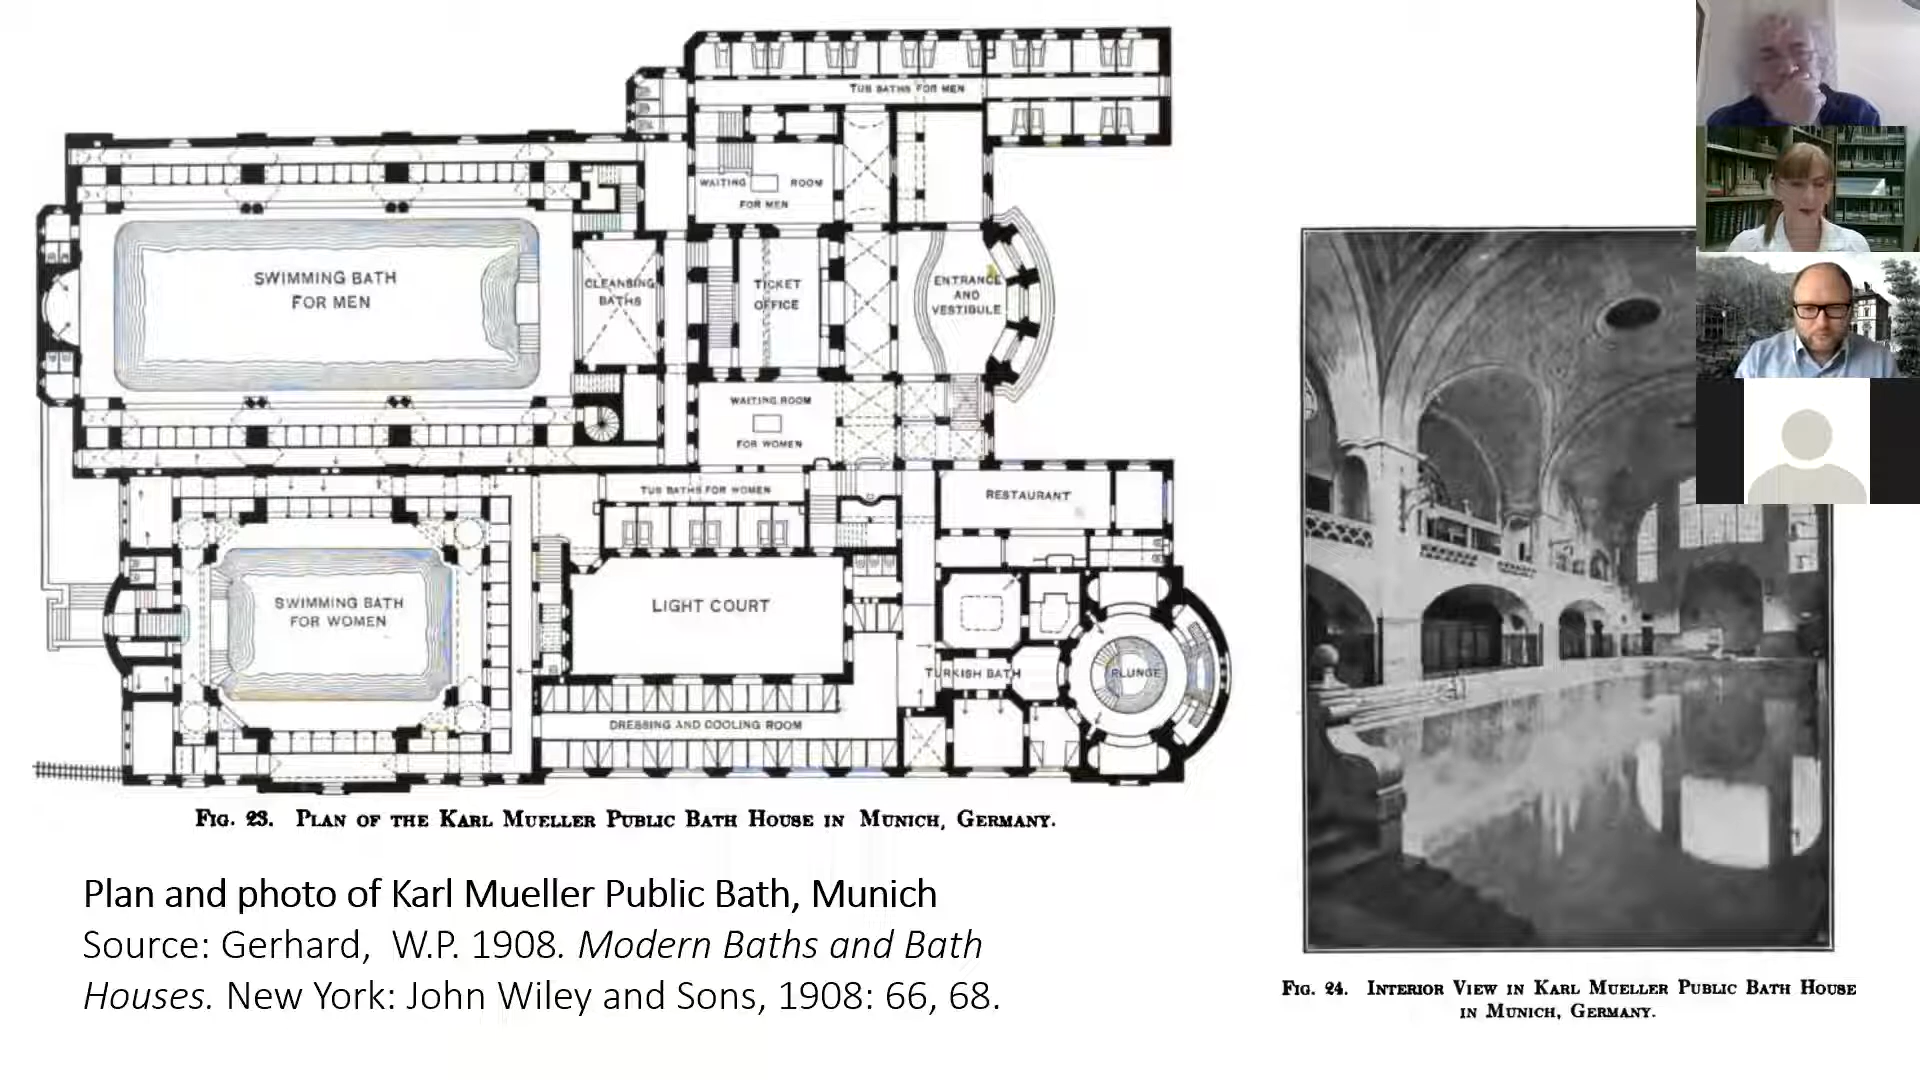 TUB BATHS FOR MEN
WAITING ROOM
FOR MEN
SWIMMING BATH
FOR MEN
CLEANSING
BATHS
TICKET
OFFICE
ENTRANCE
AND
VESTIBULE
WAITING ROOM
FOR WOMEN
TUB BATHS FOR WOMEN
RESTAURANT
SWIMMING BATH
FOR WOMEN
LIGHT COURT
TURKISH BATH
PLUNGE
DRESSING AND COOLING ROOM
FIG. 23. PLAN OF THE KARL MUELLER PUBLIC BATH HOUSE IN MUNICH, GERMANY.
Plan and photo of Karl Mueller Public Bath, Munich
Source: Gerhard, W.P. 1908. Modern Baths and Bath
Houses. New York: John Wiley and Sons, 1908: 66, 68.
FIG. 24. INTERIOR VIEW IN KARL MUELLER PUBLIC BATH HOUSE
IN MUNICH, GERMANY.